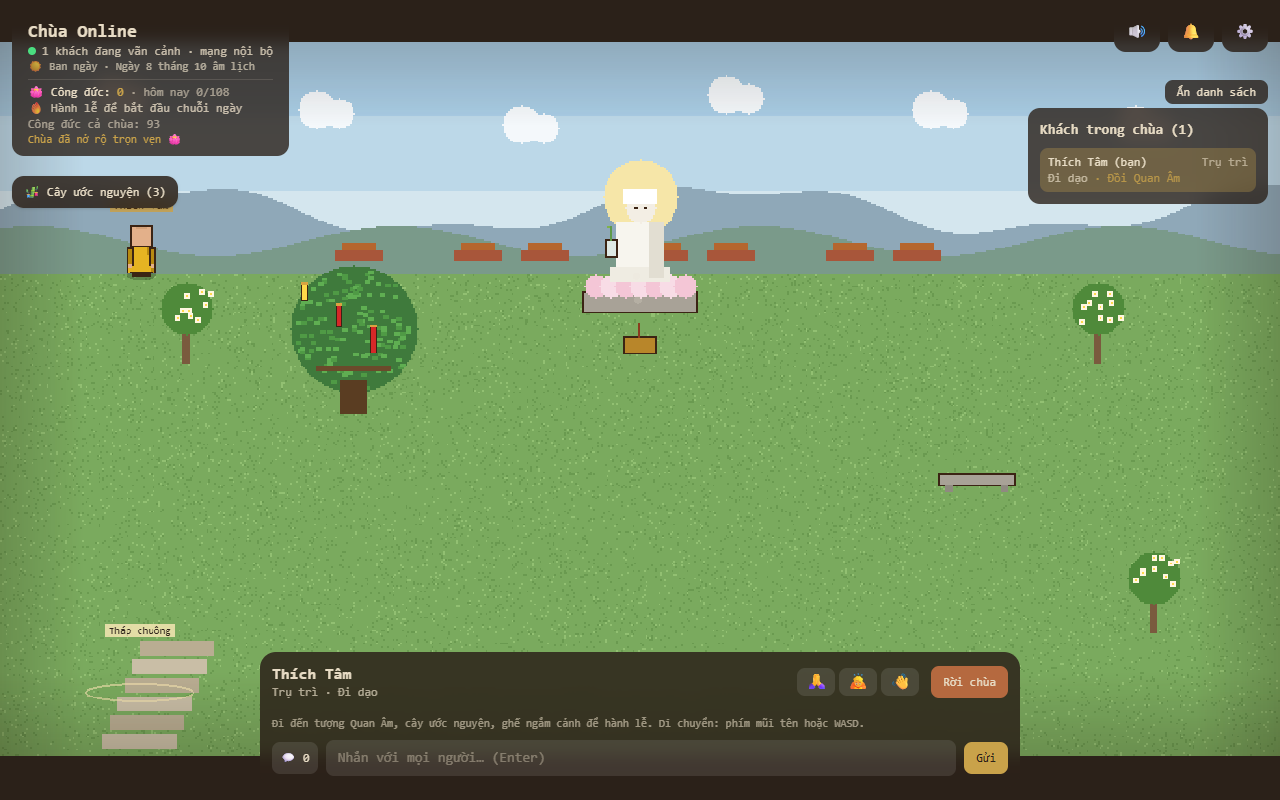 Chùa Online
1 khách đang vãn cảnh · mạng nội bộ
Ban ngày · Ngày 8 tháng 10 âm lịch
Công đức: 0 · hôm nay 0/108
Hành lễ để bắt đầu chuỗi ngày
Công đức cả chùa: 93
Chùa đã nở rộ trọn vẹn
Cây ước nguyện (3)
Ẩn danh sách
Khách trong chùa (1)
Thích Tâm (bạn) Trụ trì
Đi dạo · Đồi Quan Âm
Tháp chuông
Thích Tâm
Trụ trì · Đi dạo
Rời chùa
Đi đến tượng Quan Âm, cây ước nguyện, ghế ngắm cảnh để hành lễ. Di chuyển: phím mũi tên hoặc WASD.
0
Nhắn với mọi người… (Enter)
Gửi